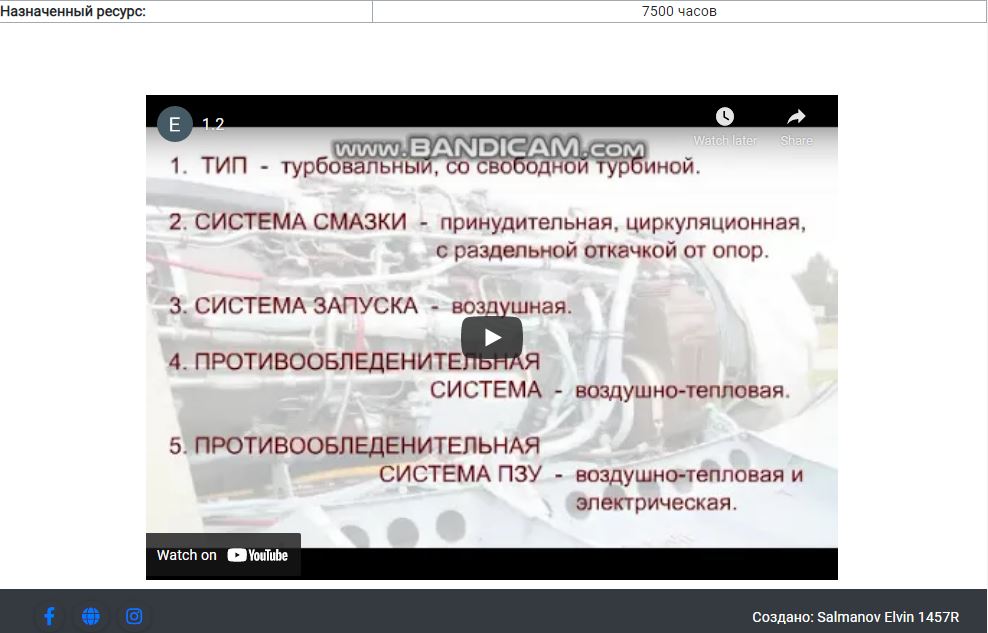 Назначенный ресурс: 7500 часов
E 1.2
Watch later Share
www.BANDICAM.com
1. ТИП - турбовальный, со свободной турбиной.
2. СИСТЕМА СМАЗКИ - принудительная, циркуляционная,
с раздельной откачкой от опор.
3. СИСТЕМА ЗАПУСКА - воздушная.
4. ПРОТИВООБЛЕДЕНИТЕЛЬНАЯ
СИСТЕМА - воздушно-тепловая.
5. ПРОТИВООБЛЕДЕНИТЕЛЬНАЯ
СИСТЕМА ПЗУ - воздушно-тепловая и
электрическая.
Watch on YouTube
Создано: Salmanov Elvin 1457R